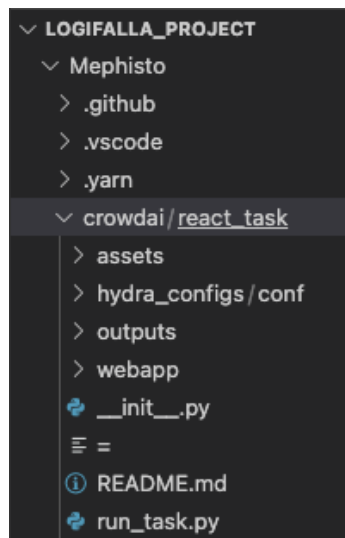 LOGIFALLA_PROJECT
Mephisto
.github
.vscode
.yarn
crowdai/react_task
assets
hydra_configs/conf
outputs
webapp
__init__.py
=
README.md
run_task.py